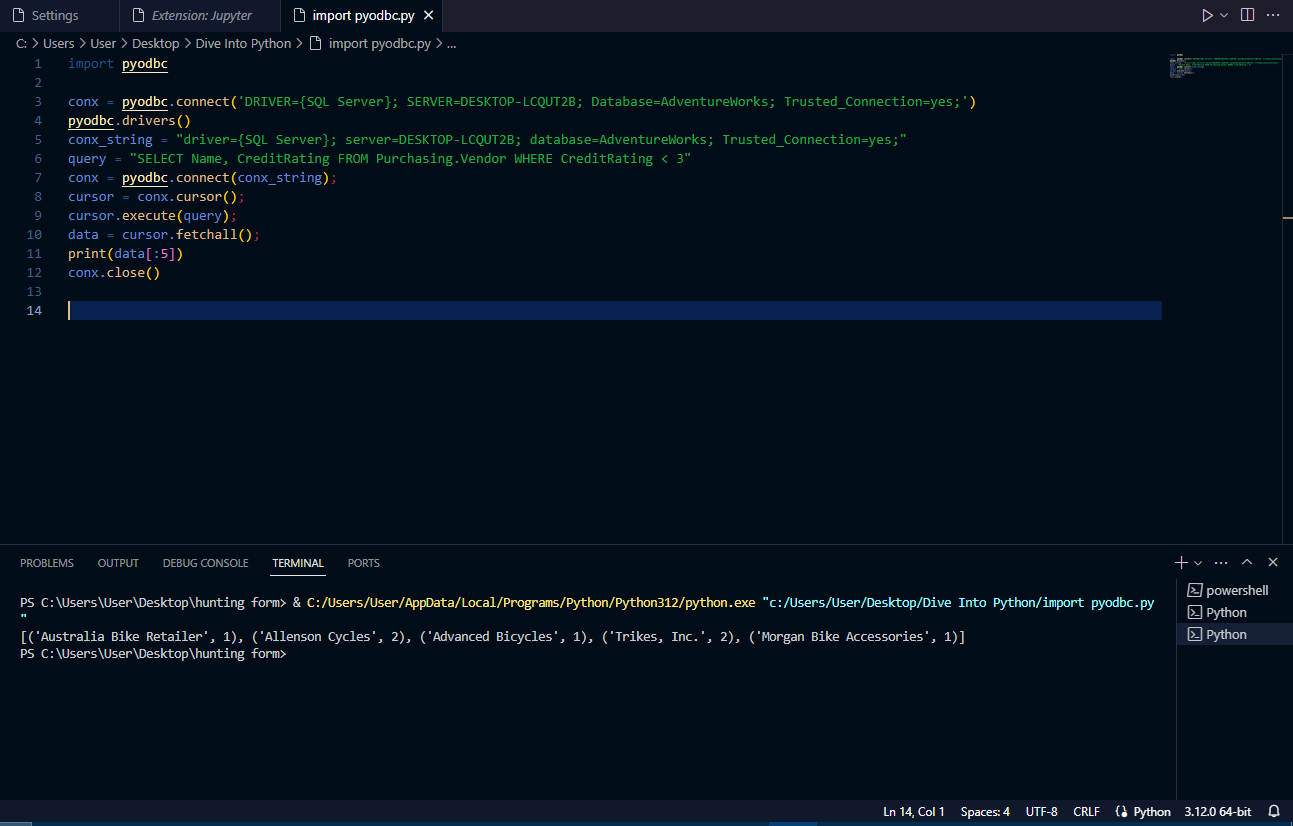 Settings Extension: Jupyter import pyodbc.py
C: > Users > User > Desktop > Dive Into Python > import pyodbc.py > ...
1 import pyodbc
2
3 conx = pyodbc.connect('DRIVER={SQL Server}; SERVER=DESKTOP-LCQUT2B; Database=AdventureWorks; Trusted_Connection=yes;')
4 pyodbc.drivers()
5 conx_string = "driver={SQL Server}; server=DESKTOP-LCQUT2B; database=AdventureWorks; Trusted_Connection=yes;"
6 query = "SELECT Name, CreditRating FROM Purchasing.Vendor WHERE CreditRating < 3"
7 conx = pyodbc.connect(conx_string);
8 cursor = conx.cursor();
9 cursor.execute(query);
10 data = cursor.fetchall();
11 print(data[:5])
12 conx.close()
13
14
PROBLEMS OUTPUT DEBUG CONSOLE TERMINAL PORTS
PS C:\Users\User\Desktop\hunting form> & C:/Users/User/AppData/Local/Programs/Python/Python312/python.exe "c:/Users/User/Desktop/Dive Into Python/import pyodbc.py
"
[('Australia Bike Retailer', 1), ('Allenson Cycles', 2), ('Advanced Bicycles', 1), ('Trikes, Inc.', 2), ('Morgan Bike Accessories', 1)]
PS C:\Users\User\Desktop\hunting form>
powershell
Python
Python
Ln 14, Col 1 Spaces: 4 UTF-8 CRLF Python 3.12.0 64-bit